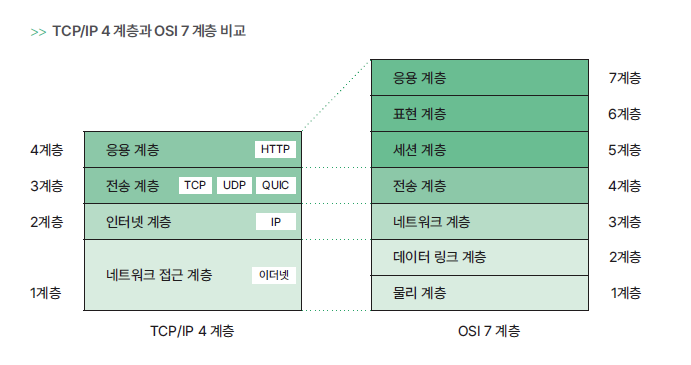 >> TCP/IP 4 계층과 OSI 7 계층 비교
응용 계층 7계층
표현 계층 6계층
4계층 응용 계층 HTTP 세션 계층 5계층
3계층 전송 계층 TCP UDP QUIC 전송 계층 4계층
2계층 인터넷 계층 IP 네트워크 계층 3계층
데이터 링크 계층 2계층
네트워크 접근 계층 이더넷
1계층 물리 계층 1계층
TCP/IP 4 계층 OSI 7 계층